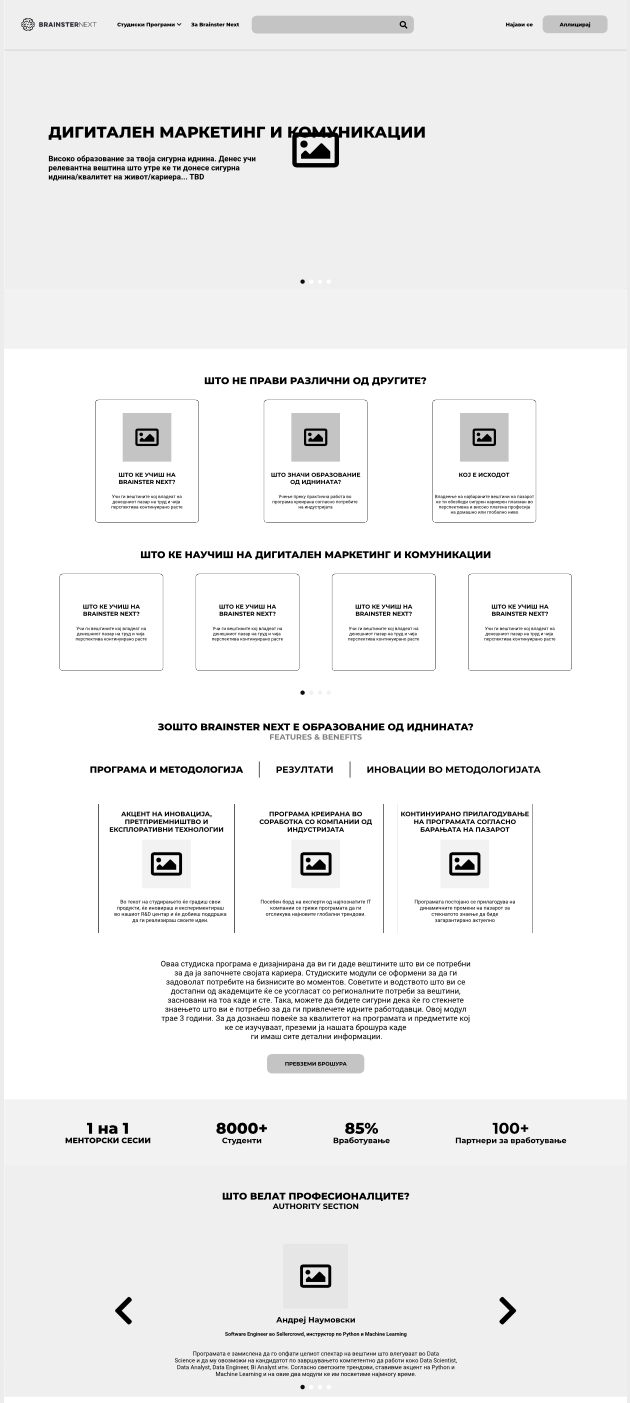 BRAINSTERNEXT
Студиски Програми
За Brainster Next
Најави се
Аплицирај
ДИГИТАЛЕН МАРКЕТИНГ И КОМУНИКАЦИИ
Високо образование за твоја сигурна иднина. Денес учи
релевантна вештина што утре ке ти донесе сигурна
иднина/квалитет на живот/кариера... TBD
ШТО НЕ ПРАВИ РАЗЛИЧНИ ОД ДРУГИТЕ?
ШТО КЕ УЧИШ НА
BRAINSTER NEXT?
Учи ги вештините кој владеат на
денешниот пазар на труд и чија
перспектива континуирано расте
ШТО ЗНАЧИ ОБРАЗОВАНИЕ
ОД ИДНИНАТА?
Учење преку практична работа во
програма креирана согласно потребите
на индустријата
КОЈ Е ИСХОДОТ
Владеење на најбараните вештини на пазарот
ке ти обезбеди сигурен кариерен пласман во
перспективна и високо платена професија
на домашно или глобално ниво
ШТО КЕ НАУЧИШ НА ДИГИТАЛЕН МАРКЕТИНГ И КОМУНИКАЦИИ
ШТО КЕ УЧИШ НА
BRAINSTER NEXT?
Учи ги вештините кој владеат на
денешниот пазар на труд и чија
перспектива континуирано расте
ШТО КЕ УЧИШ НА
BRAINSTER NEXT?
Учи ги вештините кој владеат на
денешниот пазар на труд и чија
перспектива континуирано расте
ШТО КЕ УЧИШ НА
BRAINSTER NEXT?
Учи ги вештините кој владеат на
денешниот пазар на труд и чија
перспектива континуирано расте
ШТО КЕ УЧИШ НА
BRAINSTER NEXT?
Учи ги вештините кој владеат на
денешниот пазар на труд и чија
перспектива континуирано расте
ЗОШТО BRAINSTER NEXT Е ОБРАЗОВАНИЕ ОД ИДНИНАТА?
FEATURES & BENEFITS
ПРОГРАМА И МЕТОДОЛОГИЈА
РЕЗУЛТАТИ
ИНОВАЦИИ ВО МЕТОДОЛОГИЈАТА
АКЦЕНТ НА ИНОВАЦИЈА,
ПРЕТПРИЕМНИШТВО И
ЕКСПЛОРАТИВНИ ТЕХНОЛОГИИ
Во текот на студирањето ќе градиш свои
продукти, ќе иновираш и експериментираш
во нашиот R&D центар и ќе добиеш поддршка
да ги реализираш своите идеи.
ПРОГРАМА КРЕИРАНА ВО
СОРАБОТКА СО КОМПАНИИ ОД
ИНДУСТРИЈАТА
Посебен борд на експерти од најпознатите IT
компании се грижи програмата да ги
отсликува најновите глобални трендови.
КОНТИНУИРАНО ПРИЛАГОДУВАЊЕ
НА ПРОГРАМАТА СОГЛАСНО
БАРАЊАТА НА ПАЗАРОТ
Програмата постојано се прилагодува на
динамичните промени на пазарот за
стекнатото знаење да биде
загарантирано актуелно
Оваа студиска програма е дизајнирана да ви ги даде вештините што ви се потребни
за да ја започнете својата кариера. Студиските модули се оформени за да ги
задоволат потребите на бизнисите во моментов. Советите и водството што ви се
достапни од академците ќе се усогласат со регионалните потреби за вештини,
засновани на тоа каде и сте. Така, можете да бидете сигурни дека ќе го стекнете
знаењето што ви е потребно за да ги привлечете идните работодавци. Овој модул
трае 3 години. За да дознаеш повеќе за квалитетот на програмата и предметите кој
ке се изучуваат, преземи ја нашата брошура каде
ги имаш сите детални информации.
ПРЕВЗЕМИ БРОШУРА
1 на 1
МЕНТОРСКИ СЕСИИ
8000+
Студенти
85%
Вработување
100+
Партнери за вработување
ШТО ВЕЛАТ ПРОФЕСИОНАЛЦИТЕ?
AUTHORITY SECTION
Андреј Наумовски
Software Engineer во Sellercrowd, инструктор по Python и Machine Learning
Програмата е замислена да го опфати целиот спектар на вештини што влегуваат во Data
Science и да му овозможи на кандидатот по завршувањето компетентно да работи како Data Scientist,
Data Analyst, Data Engineer, Bi Analyst итн. Согласно светските трендови, ставивме акцент на Python и
Machine Learning и на овие два модули ке им посветиме најмногу време.